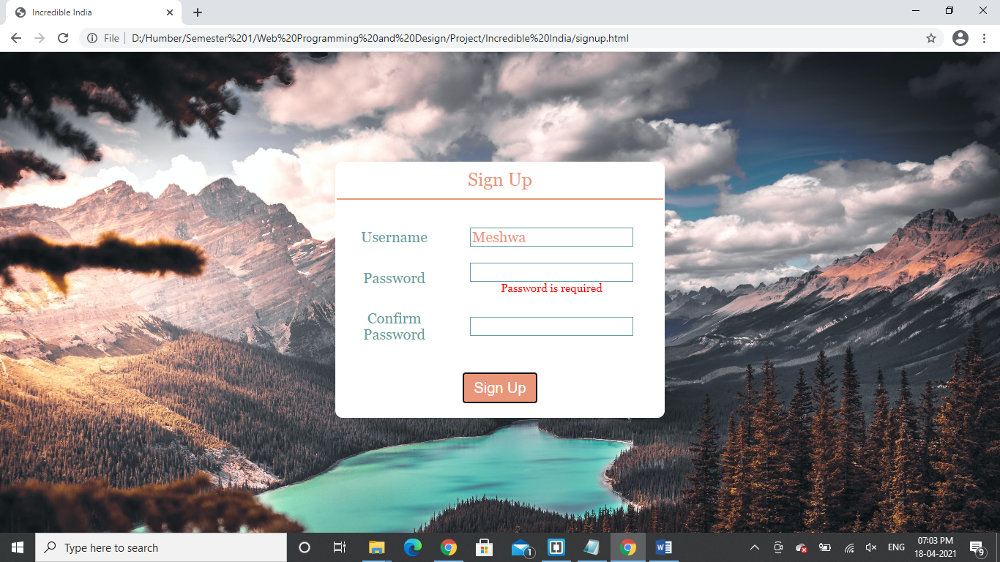 Incredible India
File
D:/Humber/Semester%201/Web%20Programming%20and%20Design/Project/Incredible%20India/signup.html
Sign Up
Username
Meshwa
Password
Password is required
Confirm
Password
Sign Up
Type here to search
1
W
ENG
07:03 PM
18-04-2021
9